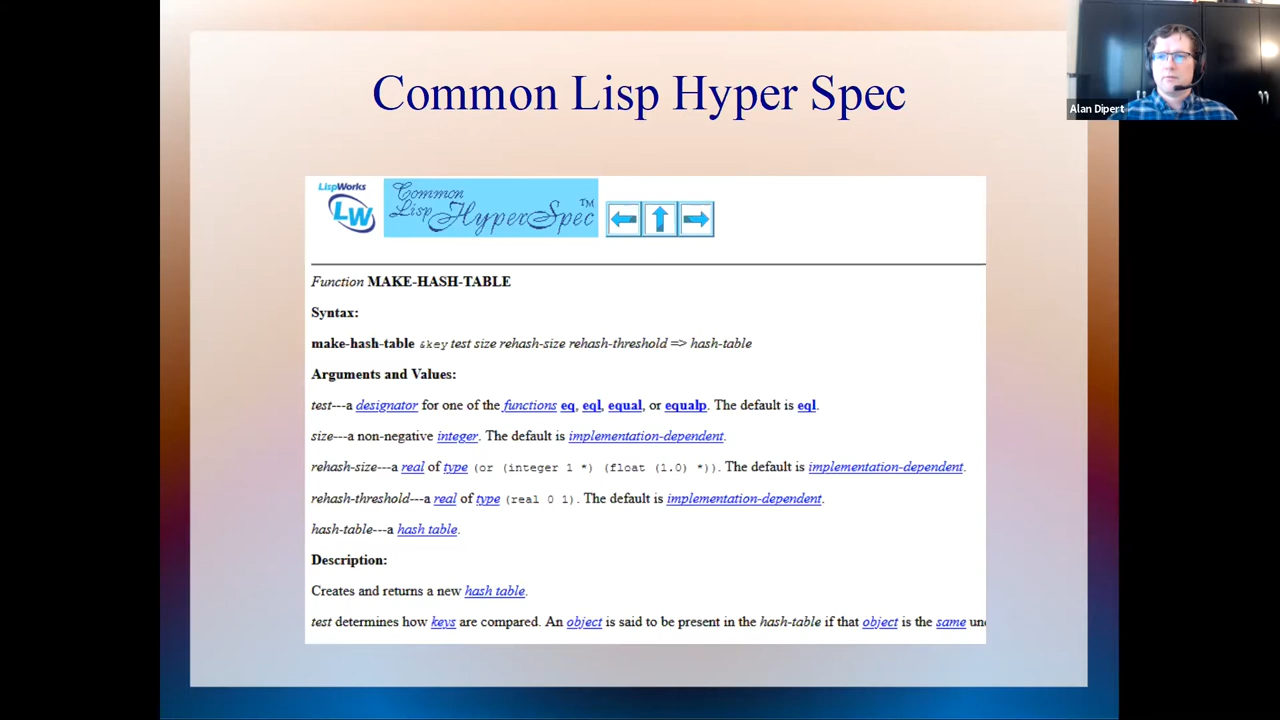 Common Lisp Hyper Spec
Alan Dipert
LispWorks
LW
Common
Lisp HyperSpec TM
Function MAKE-HASH-TABLE
Syntax:
make-hash-table &key test size rehash-size rehash-threshold => hash-table
Arguments and Values:
test---a designator for one of the functions eq, eql, equal, or equalp. The default is eql.
size---a non-negative integer. The default is implementation-dependent.
rehash-size---a real of type (or (integer 1 *) (float (1.0) *)). The default is implementation-dependent.
rehash-threshold---a real of type (real 0 1). The default is implementation-dependent.
hash-table---a hash table.
Description:
Creates and returns a new hash table.
test determines how keys are compared. An object is said to be present in the hash-table if that object is the same